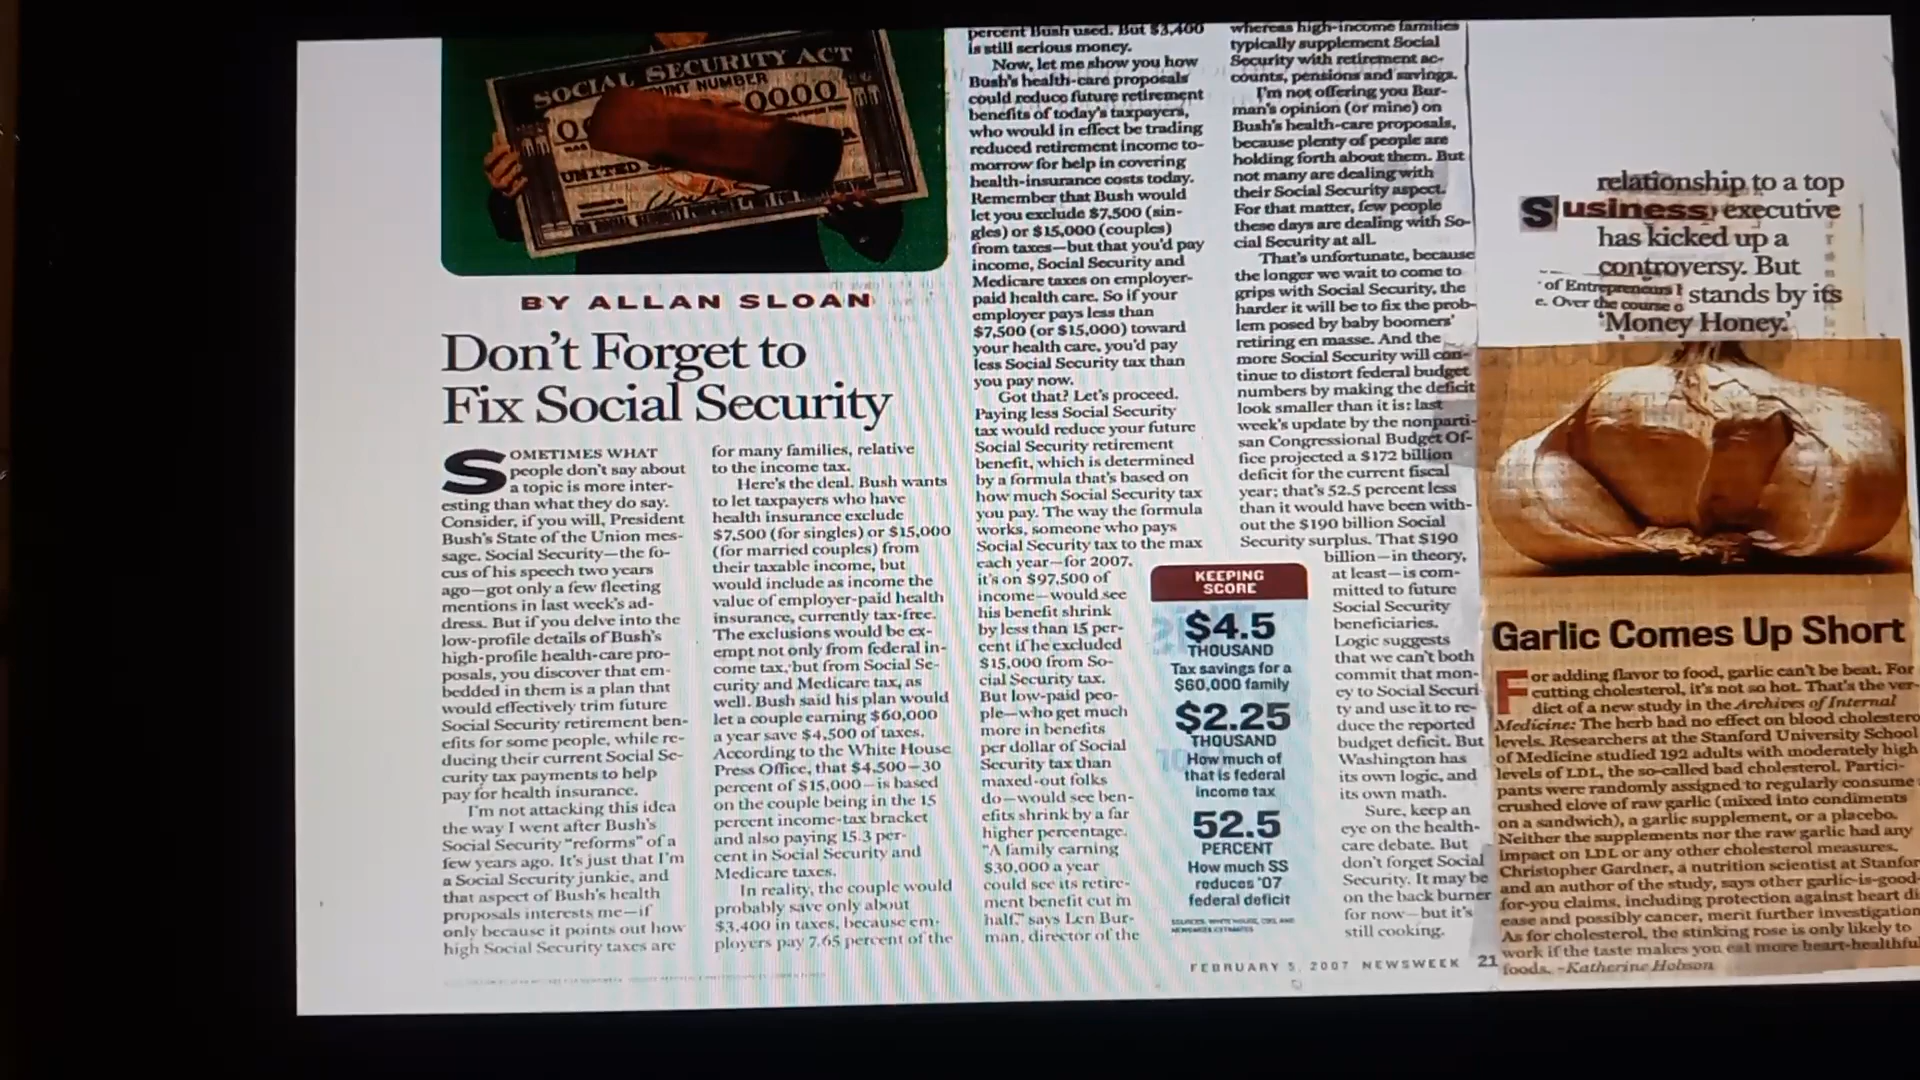 SOCIAL SECURITY ACT
NUMBER
0000
UNITED
BY ALLAN SLOAN
Don't Forget to
Fix Social Security
SOMETIMES WHAT
people don't say about
a topic is more inter-
esting than what they do say.
Consider, if you will, President
Bush's State of the Union mes-
sage. Social Security—the fo-
cus of his speech two years
ago—got only a few fleeting
mentions in last week's ad-
dress. But if you delve into the
low-profile details of Bush's
high-profile health-care pro-
posals, you discover that em-
bedded in them is a plan that
would effectively trim future
Social Security retirement ben-
efits for some people, while re-
ducing their current Social Se-
curity tax payments to help
pay for health insurance.
I'm not attacking this idea
the way I went after Bush's
Social Security "reforms" of a
few years ago. It's just that I'm
a Social Security junkie, and
that aspect of Bush's health
proposals interests me—if
only because it points out how
high Social Security taxes are
for many families, relative
to the income tax.
Here's the deal. Bush wants
to let taxpayers who have
health insurance exclude
$7,500 (for singles) or $15,000
(for married couples) from
their taxable income, but
would include as income the
value of employer-paid health
insurance, currently tax-free.
The exclusions would be ex-
empt not only from federal in-
come tax, but from Social Se-
curity and Medicare tax, as
well. Bush said his plan would
let a couple earning $60,000
a year save $4,500 of taxes.
According to the White House
Press Office, that $4,500—30
percent of $15,000—is based
on the couple being in the 15
percent income-tax bracket
and also paying 15.3 per-
cent in Social Security and
Medicare taxes.
In reality, the couple would
probably save only about
$3,400 in taxes, because em-
ployers pay 7.65 percent of the
percent Bush used. But $3,400
is still serious money.
Now, let me show you how
Bush's health-care proposals
could reduce future retirement
benefits of today's taxpayers,
who would in effect be trading
reduced retirement income to-
morrow for help in covering
health-insurance costs today.
Remember that Bush would
let you exclude $7,500 (sin-
gles) or $15,000 (couples)
from taxes—but that you'd pay
income, Social Security and
Medicare taxes on employer-
paid health care. So if your
employer pays less than
$7,500 (or $15,000) toward
your health care, you'd pay
less Social Security tax than
you pay now.
Got that? Let's proceed.
Paying less Social Security
tax would reduce your future
Social Security retirement
benefit, which is determined
by a formula that's based on
how much Social Security tax
you pay. The way the formula
works, someone who pays
Social Security tax to the max
each year—for 2007,
it's on $97,500 of
income—would see
his benefit shrink
by less than 15 per-
cent if he excluded
$15,000 from So-
cial Security tax.
But low-paid peo-
ple—who get much
more in benefits
per dollar of Social
Security tax than
maxed-out folks
do—would see ben-
efits shrink by a far
higher percentage.
"A family earning
$30,000 a year
could see its retire-
ment benefit cut in
half," says Len Bur-
man, director of the
KEEPING
SCORE
$4.5
THOUSAND
Tax savings for a
$60,000 family
$2.25
THOUSAND
How much of
that is federal
income tax
52.5
PERCENT
How much SS
reduces '07
federal deficit
whereas high-income families
typically supplement Social
Security with retirement ac-
counts, pensions and savings.
I'm not offering you Bur-
man's opinion (or mine) on
Bush's health-care proposals,
because plenty of people are
holding forth about them. But
not many are dealing with
their Social Security aspect.
For that matter, few people
these days are dealing with So-
cial Security at all.
That's unfortunate, because
the longer we wait to come to
grips with Social Security, the
harder it will be to fix the prob-
lem posed by baby boomers'
retiring en masse. And the
more Social Security will con-
tinue to distort federal budget
numbers by making the deficit
look smaller than it is: last
week's update by the nonparti-
san Congressional Budget Of-
fice projected a $172 billion
deficit for the current fiscal
year; that's 52.5 percent less
than it would have been with-
out the $190 billion Social
Security surplus. That $190
billion—in theory,
at least—is com-
mitted to future
Social Security
beneficiaries.
Logic suggests
that we can't both
commit that mon-
ey to Social Securi-
ty and use it to re-
duce the reported
budget deficit. But
Washington has
its own logic, and
its own math.
Sure, keep an
eye on the health-
care debate. But
don't forget Social
Security. It may be
on the back burner
for now—but it's
still cooking.
FEBRUARY 5, 2007 NEWSWEEK 21
relationship to a top
S usiness, executive
has kicked up a
controversy. But
of Entrepreneurs stands by its
e. Over the course o
'Money Honey.'
Garlic Comes Up Short
For adding flavor to food, garlic can't be beat. For
cutting cholesterol, it's not so hot. That's the ver-
dict of a new study in the Archives of Internal
Medicine: The herb had no effect on blood cholestero
levels. Researchers at the Stanford University School
of Medicine studied 192 adults with moderately high
levels of LDL, the so-called bad cholesterol. Partici-
pants were randomly assigned to regularly consume
crushed clove of raw garlic (mixed into condiments
on a sandwich), a garlic supplement, or a placebo.
Neither the supplements nor the raw garlic had any
impact on LDL or any other cholesterol measures.
Christopher Gardner, a nutrition scientist at Stanfor
and an author of the study, says other garlic-is-good-
for-you claims, including protection against heart di
ease and possibly cancer, merit further investigation
As for cholesterol, the stinking rose is only likely to
work if the taste makes you eat more heart-healthful
foods. –Katherine Hobson